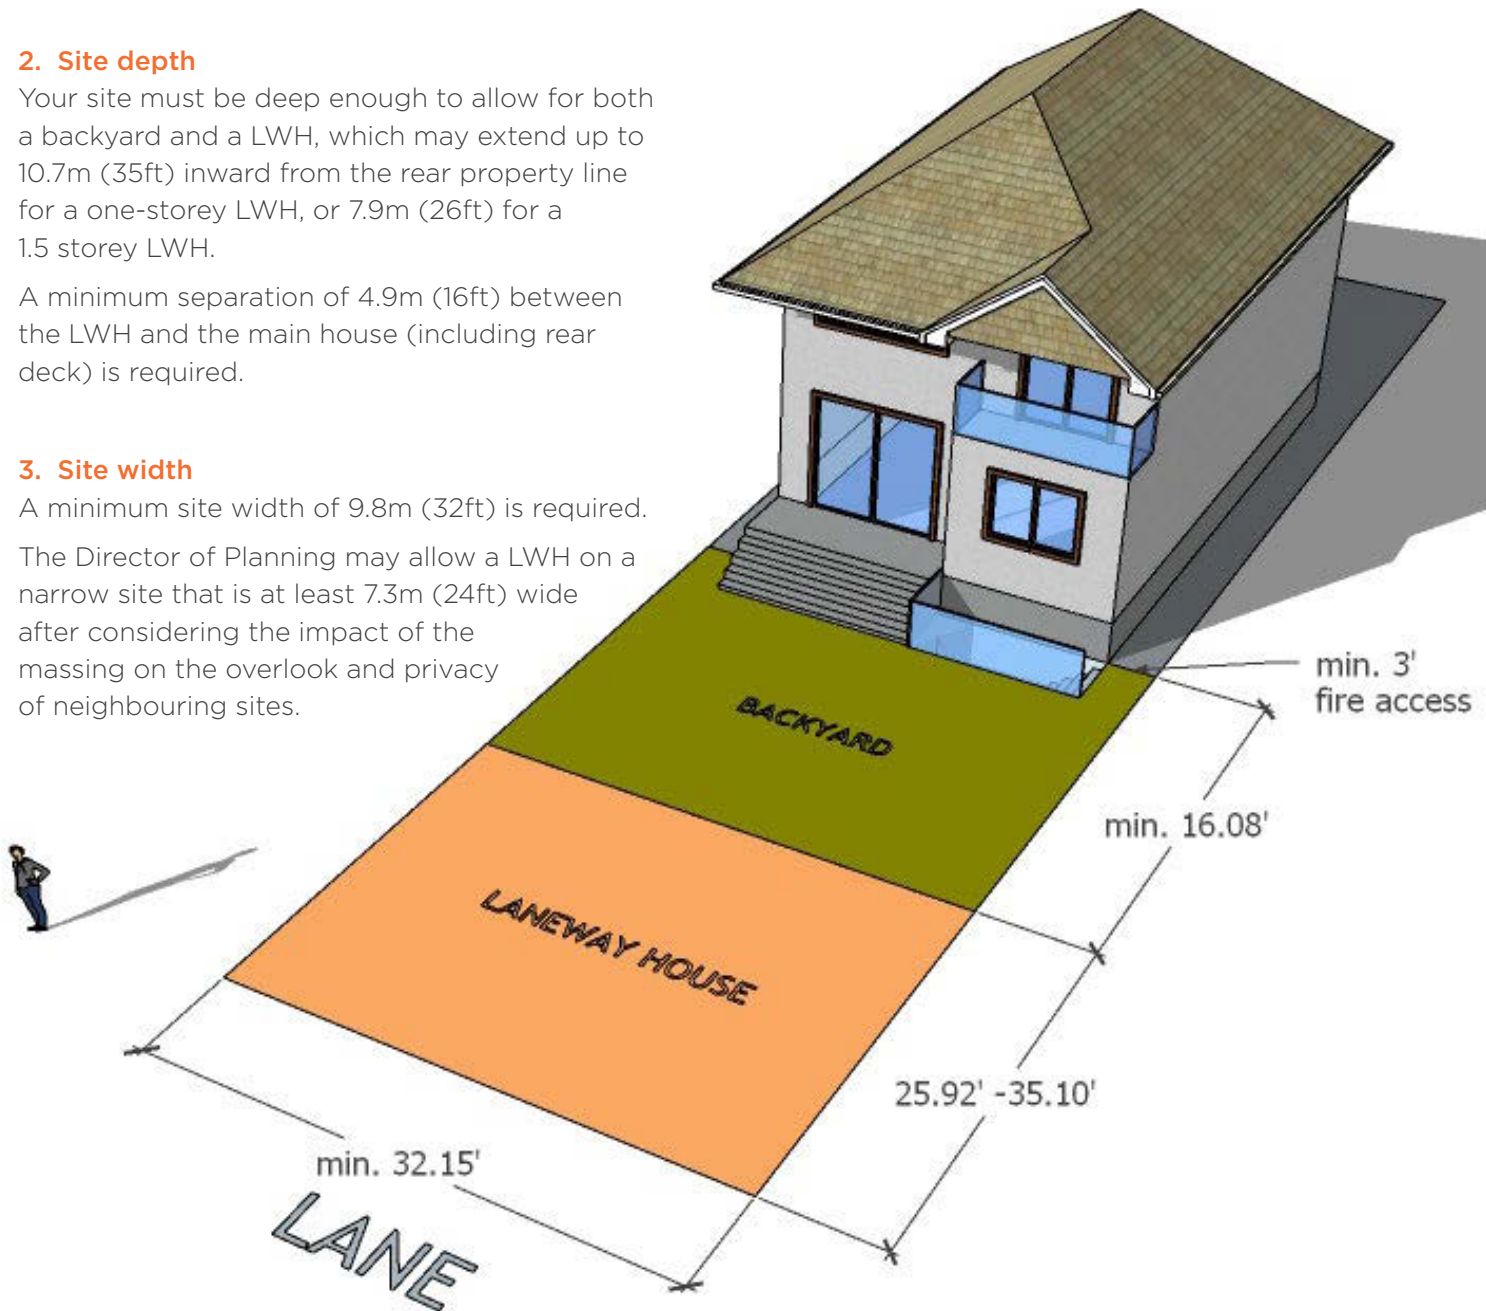 2. Site depth
Your site must be deep enough to allow for both
a backyard and a LWH, which may extend up to
10.7m (35ft) inward from the rear property line
for a one-storey LWH, or 7.9m (26ft) for a
1.5 storey LWH.
A minimum separation of 4.9m (16ft) between
the LWH and the main house (including rear
deck) is required.
3. Site width
A minimum site width of 9.8m (32ft) is required.
The Director of Planning may allow a LWH on a
narrow site that is at least 7.3m (24ft) wide
after considering the impact of the
massing on the overlook and privacy
of neighbouring sites.
min. 3'
fire access
BACKYARD
min. 16.08'
LANEWAY HOUSE
25.92' -35.10'
min. 32.15'
LANE